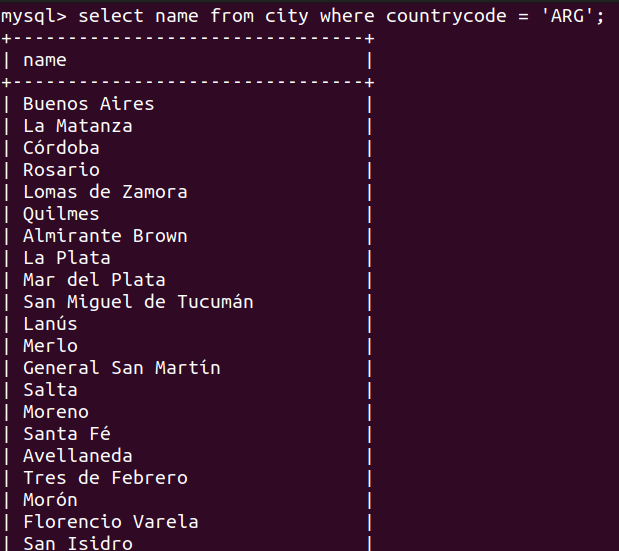 mysql> select name from city where countrycode = 'ARG';
+--------------------------------+
| name                           |
+--------------------------------+
| Buenos Aires                   |
| La Matanza                     |
| Córdoba                        |
| Rosario                        |
| Lomas de Zamora                |
| Quilmes                        |
| Almirante Brown                |
| La Plata                       |
| Mar del Plata                  |
| San Miguel de Tucumán          |
| Lanús                          |
| Merlo                          |
| General San Martín             |
| Salta                          |
| Moreno                         |
| Santa Fé                       |
| Avellaneda                     |
| Tres de Febrero                |
| Morón                          |
| Florencio Varela               |
| San Isidro                     |